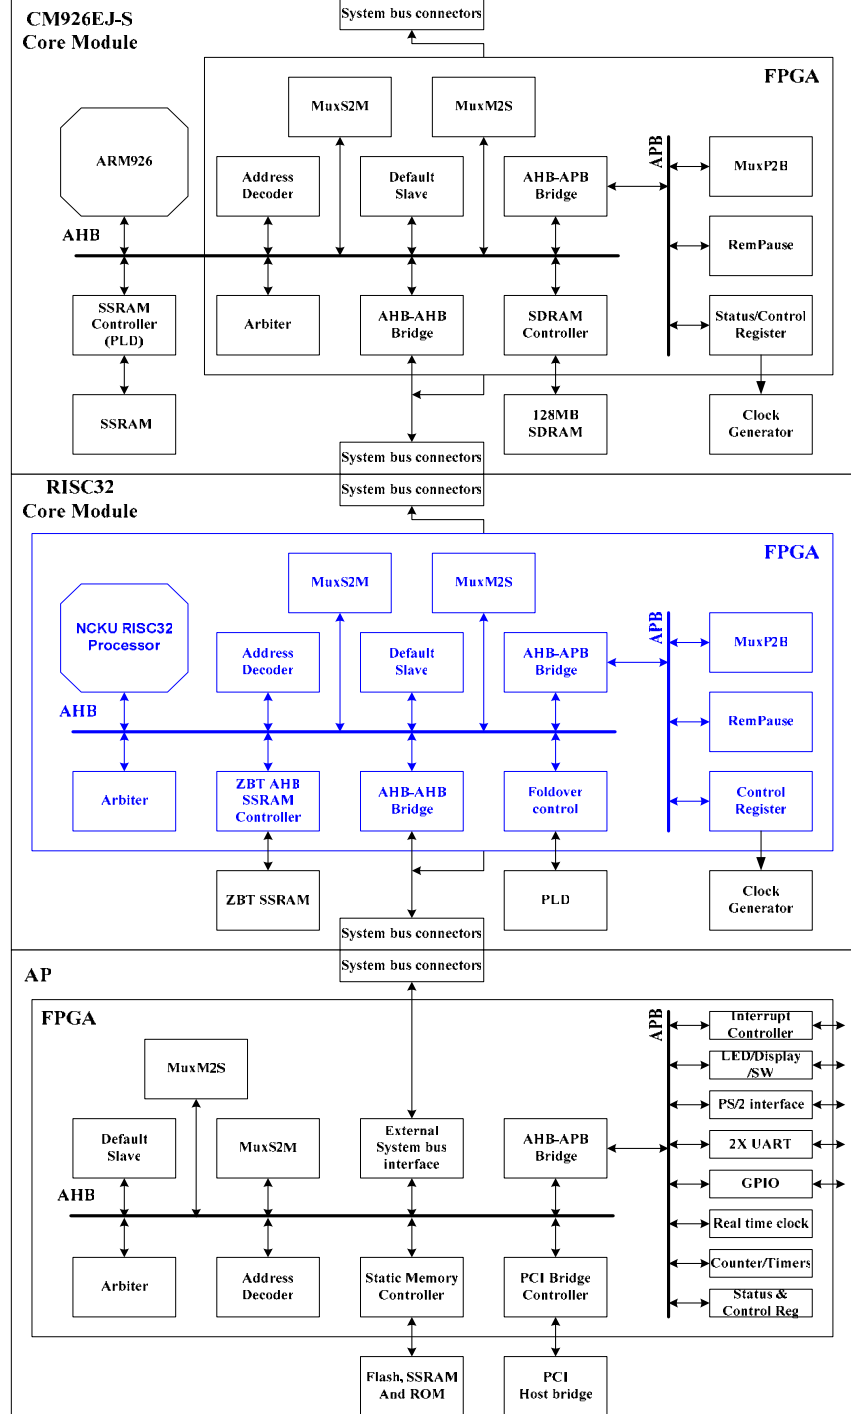 CM926EJ-S
Core Module
System bus connectors
FPGA
MuxS2M
MuxM2S
ARM926
Address
Decoder
Default
Slave
AHB-APB
Bridge
APB
MuxP2B
AHB
RemPause
SSRAM
Controller
(PLD)
Arbiter
AHB-AHB
Bridge
SDRAM
Controller
Status/Control
Register
SSRAM
128MB
SDRAM
Clock
Generator
System bus connectors
RISC32
Core Module
System bus connectors
FPGA
MuxS2M
MuxM2S
NCKU RISC32
Processor
Address
Decoder
Default
Slave
AHB-APB
Bridge
APB
MuxP2B
AHB
RemPause
Arbiter
ZBT AHB
SSRAM
Controller
AHB-AHB
Bridge
Foldover
control
Control
Register
ZBT SSRAM
PLD
Clock
Generator
System bus connectors
AP
System bus connectors
FPGA
APB
Interrupt
Controller
MuxM2S
LED/Display
/SW
PS/2 interface
Default
Slave
MuxS2M
External
System bus
interface
AHB-APB
Bridge
2X UART
GPIO
AHB
Real time clock
Arbiter
Address
Decoder
Static Memory
Controller
PCI Bridge
Controller
Counter/Timers
Status &
Control Reg
Flash, SSRAM
And ROM
PCI
Host bridge